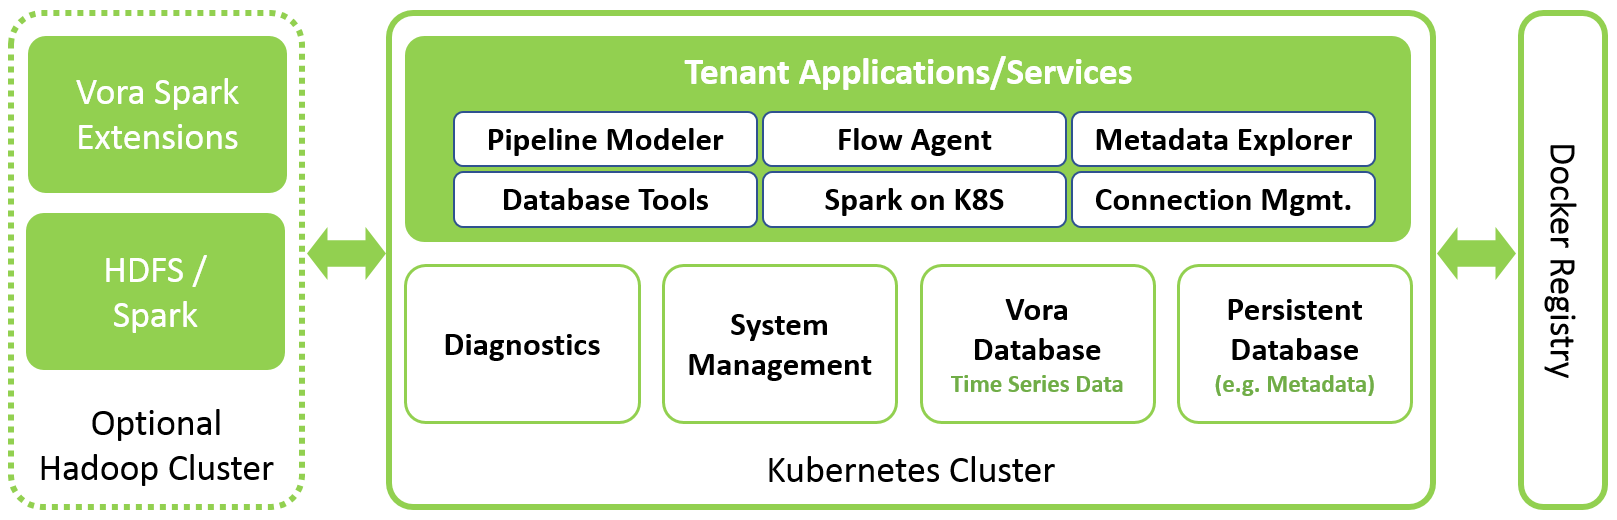 Vora Spark
Extensions
HDFS /
Spark
Optional
Hadoop Cluster
Tenant Applications/Services
Pipeline Modeler
Flow Agent
Metadata Explorer
Database Tools
Spark on K8S
Connection Mgmt.
Diagnostics
System
Management
Vora
Database
Time Series Data
Persistent
Database
(e.g. Metadata)
Kubernetes Cluster
Docker Registry